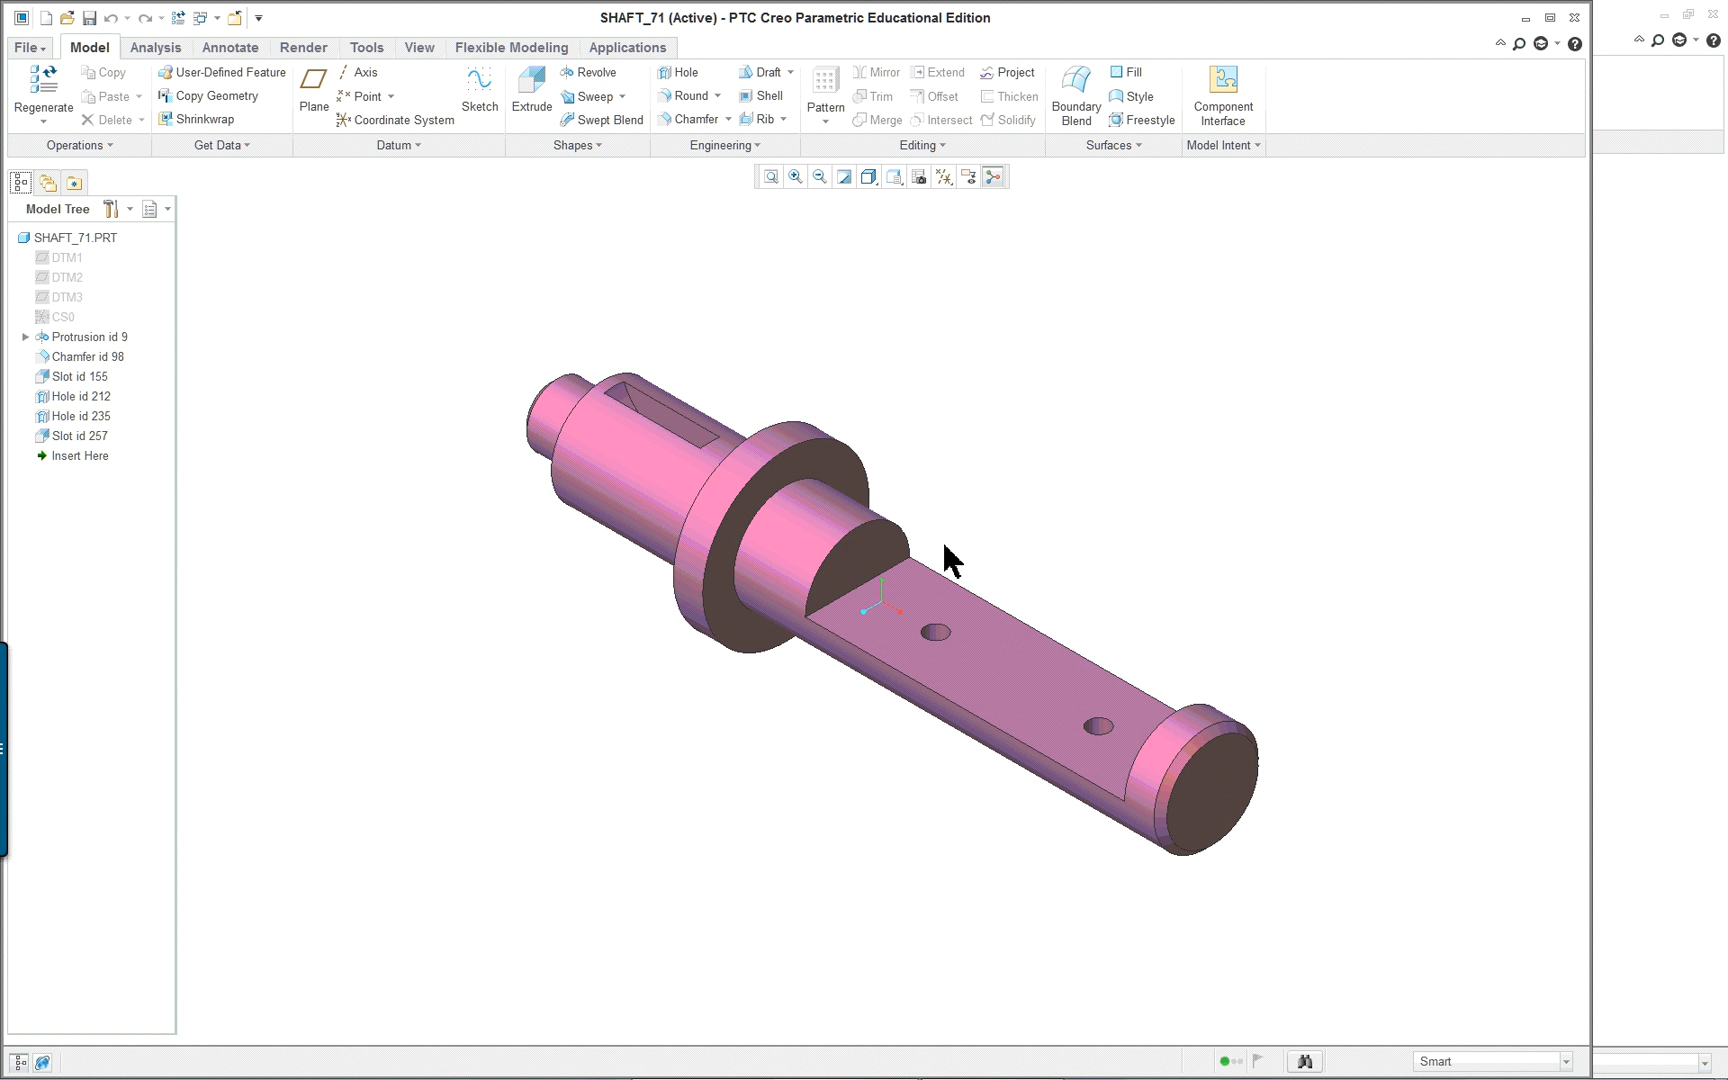 SHAFT_71 (Active) - PTC Creo Parametric Educational Edition
File Model Analysis Annotate Render Tools View Flexible Modeling Applications
Copy User-Defined Feature Axis Revolve Hole Draft Mirror Extend Project Fill
Regenerate Paste Copy Geometry Plane Point Sketch Extrude Sweep Round Shell Pattern Trim Offset Thicken Boundary Blend Style Component Interface
Delete Shrinkwrap Coordinate System Swept Blend Chamfer Rib Merge Intersect Solidify Freestyle
Operations Get Data Datum Shapes Engineering Editing Surfaces Model Intent
Model Tree
SHAFT_71.PRT
DTM1
DTM2
DTM3
CS0
Protrusion id 9
Chamfer id 98
Slot id 155
Hole id 212
Hole id 235
Slot id 257
Insert Here
Smart